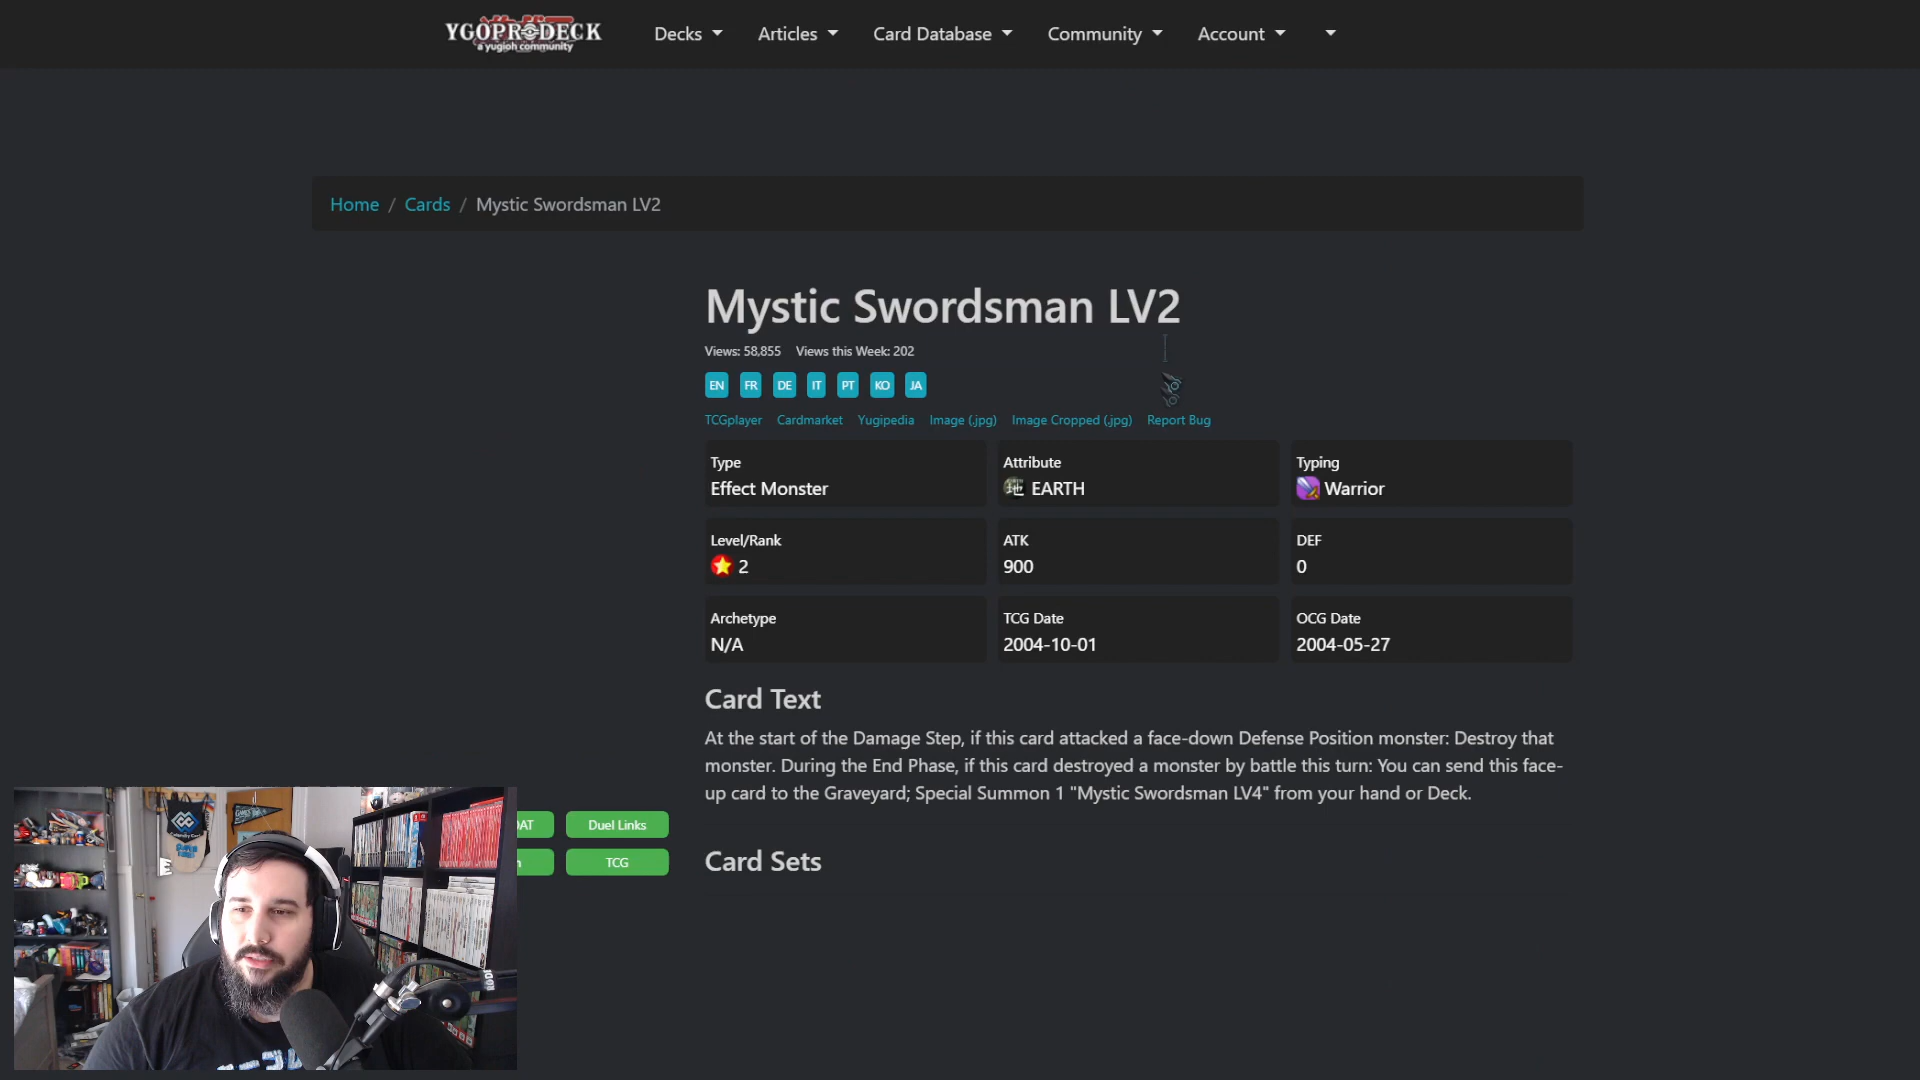 YGOPRODECK
a yugioh community
Decks
Articles
Card Database
Community
Account
Home / Cards / Mystic Swordsman LV2
Mystic Swordsman LV2
Views: 58,855 Views this Week: 202
EN FR DE IT PT KO JA
TCGplayer Cardmarket Yugipedia Image (.jpg) Image Cropped (.jpg) Report Bug
Type
Effect Monster
Attribute
EARTH
Typing
Warrior
Level/Rank
2
ATK
900
DEF
0
Archetype
N/A
TCG Date
2004-10-01
OCG Date
2004-05-27
Card Text
At the start of the Damage Step, if this card attacked a face-down Defense Position monster: Destroy that
monster. During the End Phase, if this card destroyed a monster by battle this turn: You can send this face-
up card to the Graveyard; Special Summon 1 "Mystic Swordsman LV4" from your hand or Deck.
Duel Links
TCG
Card Sets